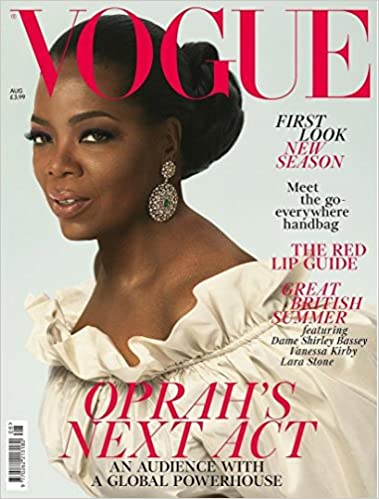 VOGUE
AUG
£3.99
FIRST
LOOK
NEW
SEASON
Meet
the go-
everywhere
handbag
THE RED
LIP GUIDE
GREAT
BRITISH
SUMMER
featuring
Dame Shirley Bassey
Vanessa Kirby
Lara Stone
OPRAH'S
NEXT ACT
AN AUDIENCE WITH
A GLOBAL POWERHOUSE